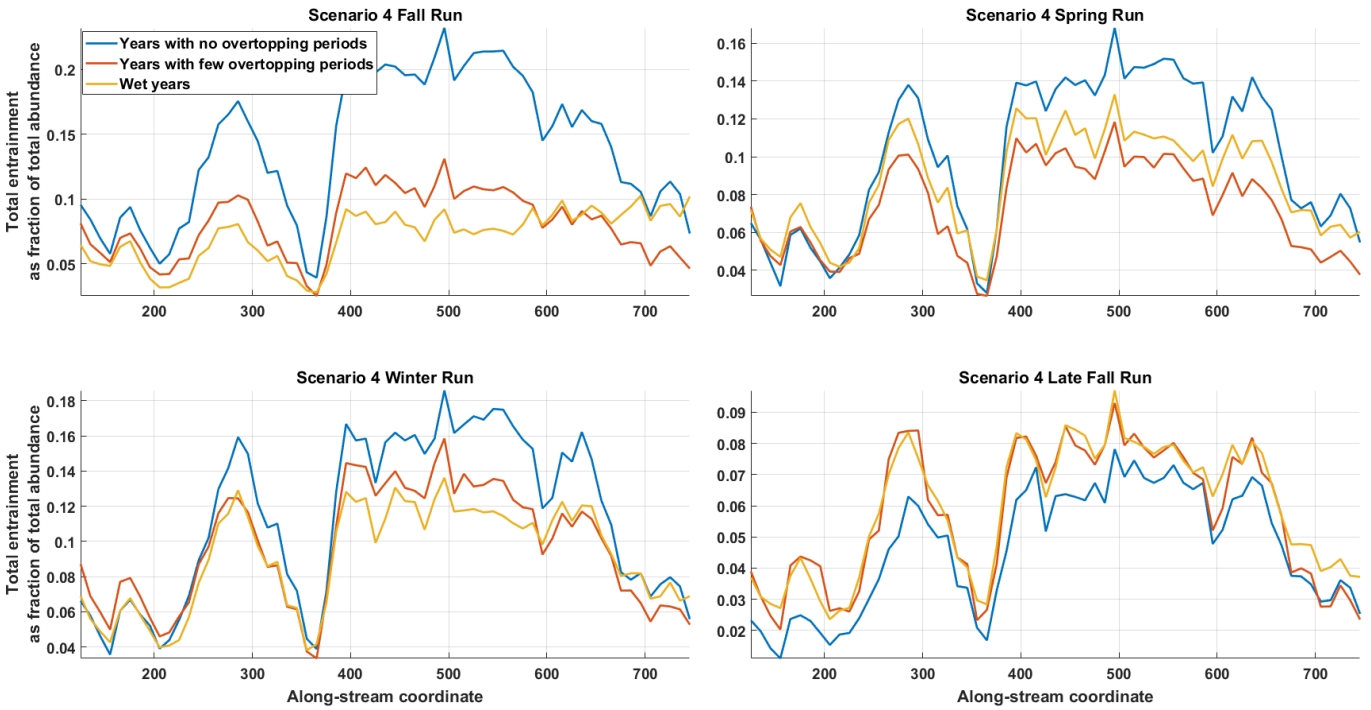 Scenario 4 Fall Run
Total entrainment
as fraction of total abundance
0.2
0.15
0.1
0.05
Years with no overtopping periods
Years with few overtopping periods
Wet years
200 300 400 500 600 700
Scenario 4 Spring Run
0.16
0.14
0.12
0.1
0.08
0.06
0.04
200 300 400 500 600 700
Scenario 4 Winter Run
Total entrainment
as fraction of total abundance
0.18
0.16
0.14
0.12
0.1
0.08
0.06
0.04
200 300 400 500 600 700
Along-stream coordinate
Scenario 4 Late Fall Run
0.09
0.08
0.07
0.06
0.05
0.04
0.03
0.02
200 300 400 500 600 700
Along-stream coordinate